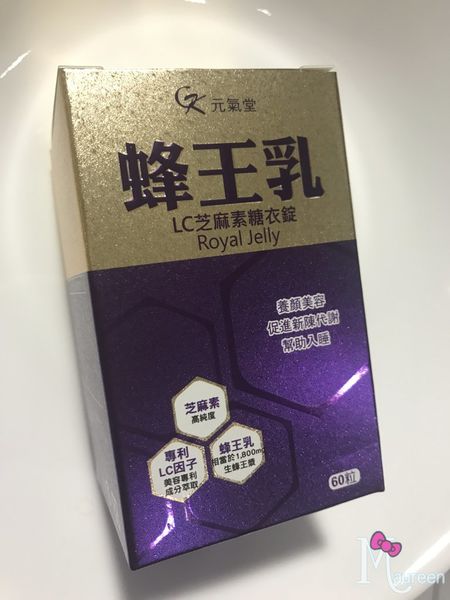 GK 元氣堂
蜂王乳
LC芝麻素糖衣錠
Royal Jelly
養顏美容
促進新陳代謝
幫助入睡
芝麻素
高純度
專利
LC因子
美容專利
成分萃取
蜂王乳
相當於1,800mg
生蜂王漿
60粒
Maureen